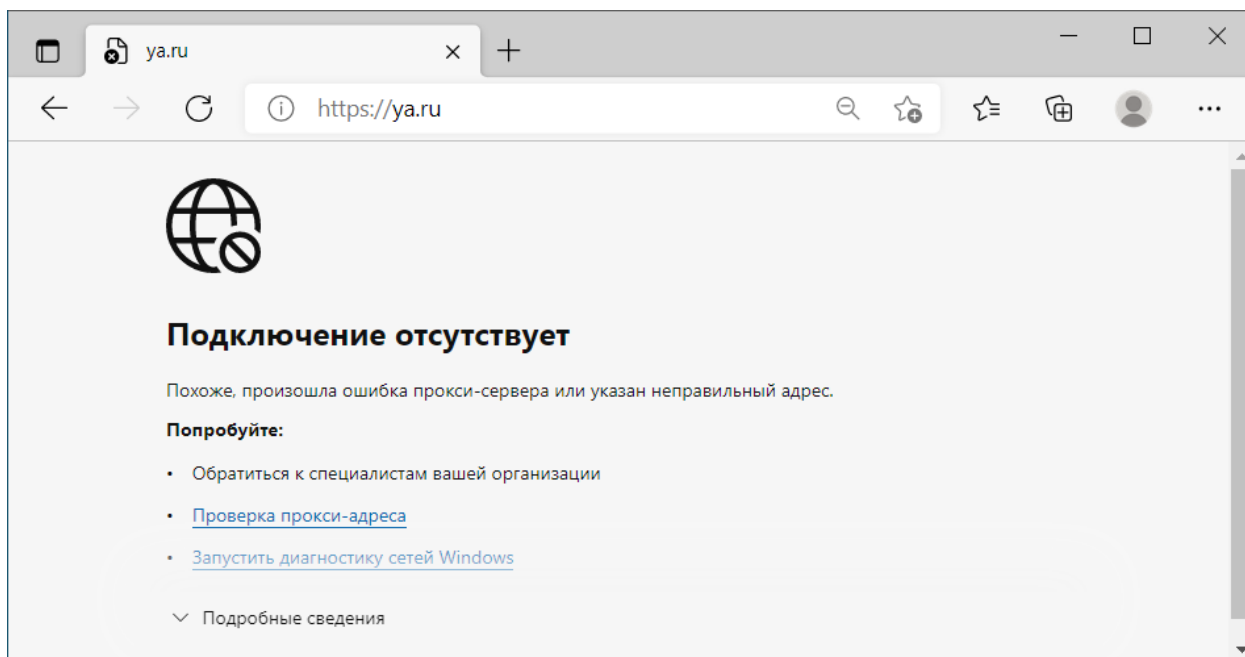 ya.ru
https://ya.ru
Подключение отсутствует
Похоже, произошла ошибка прокси-сервера или указан неправильный адрес.
Попробуйте:
• Обратиться к специалистам вашей организации
• Проверка прокси-адреса
• Запустить диагностику сетей Windows
Подробные сведения